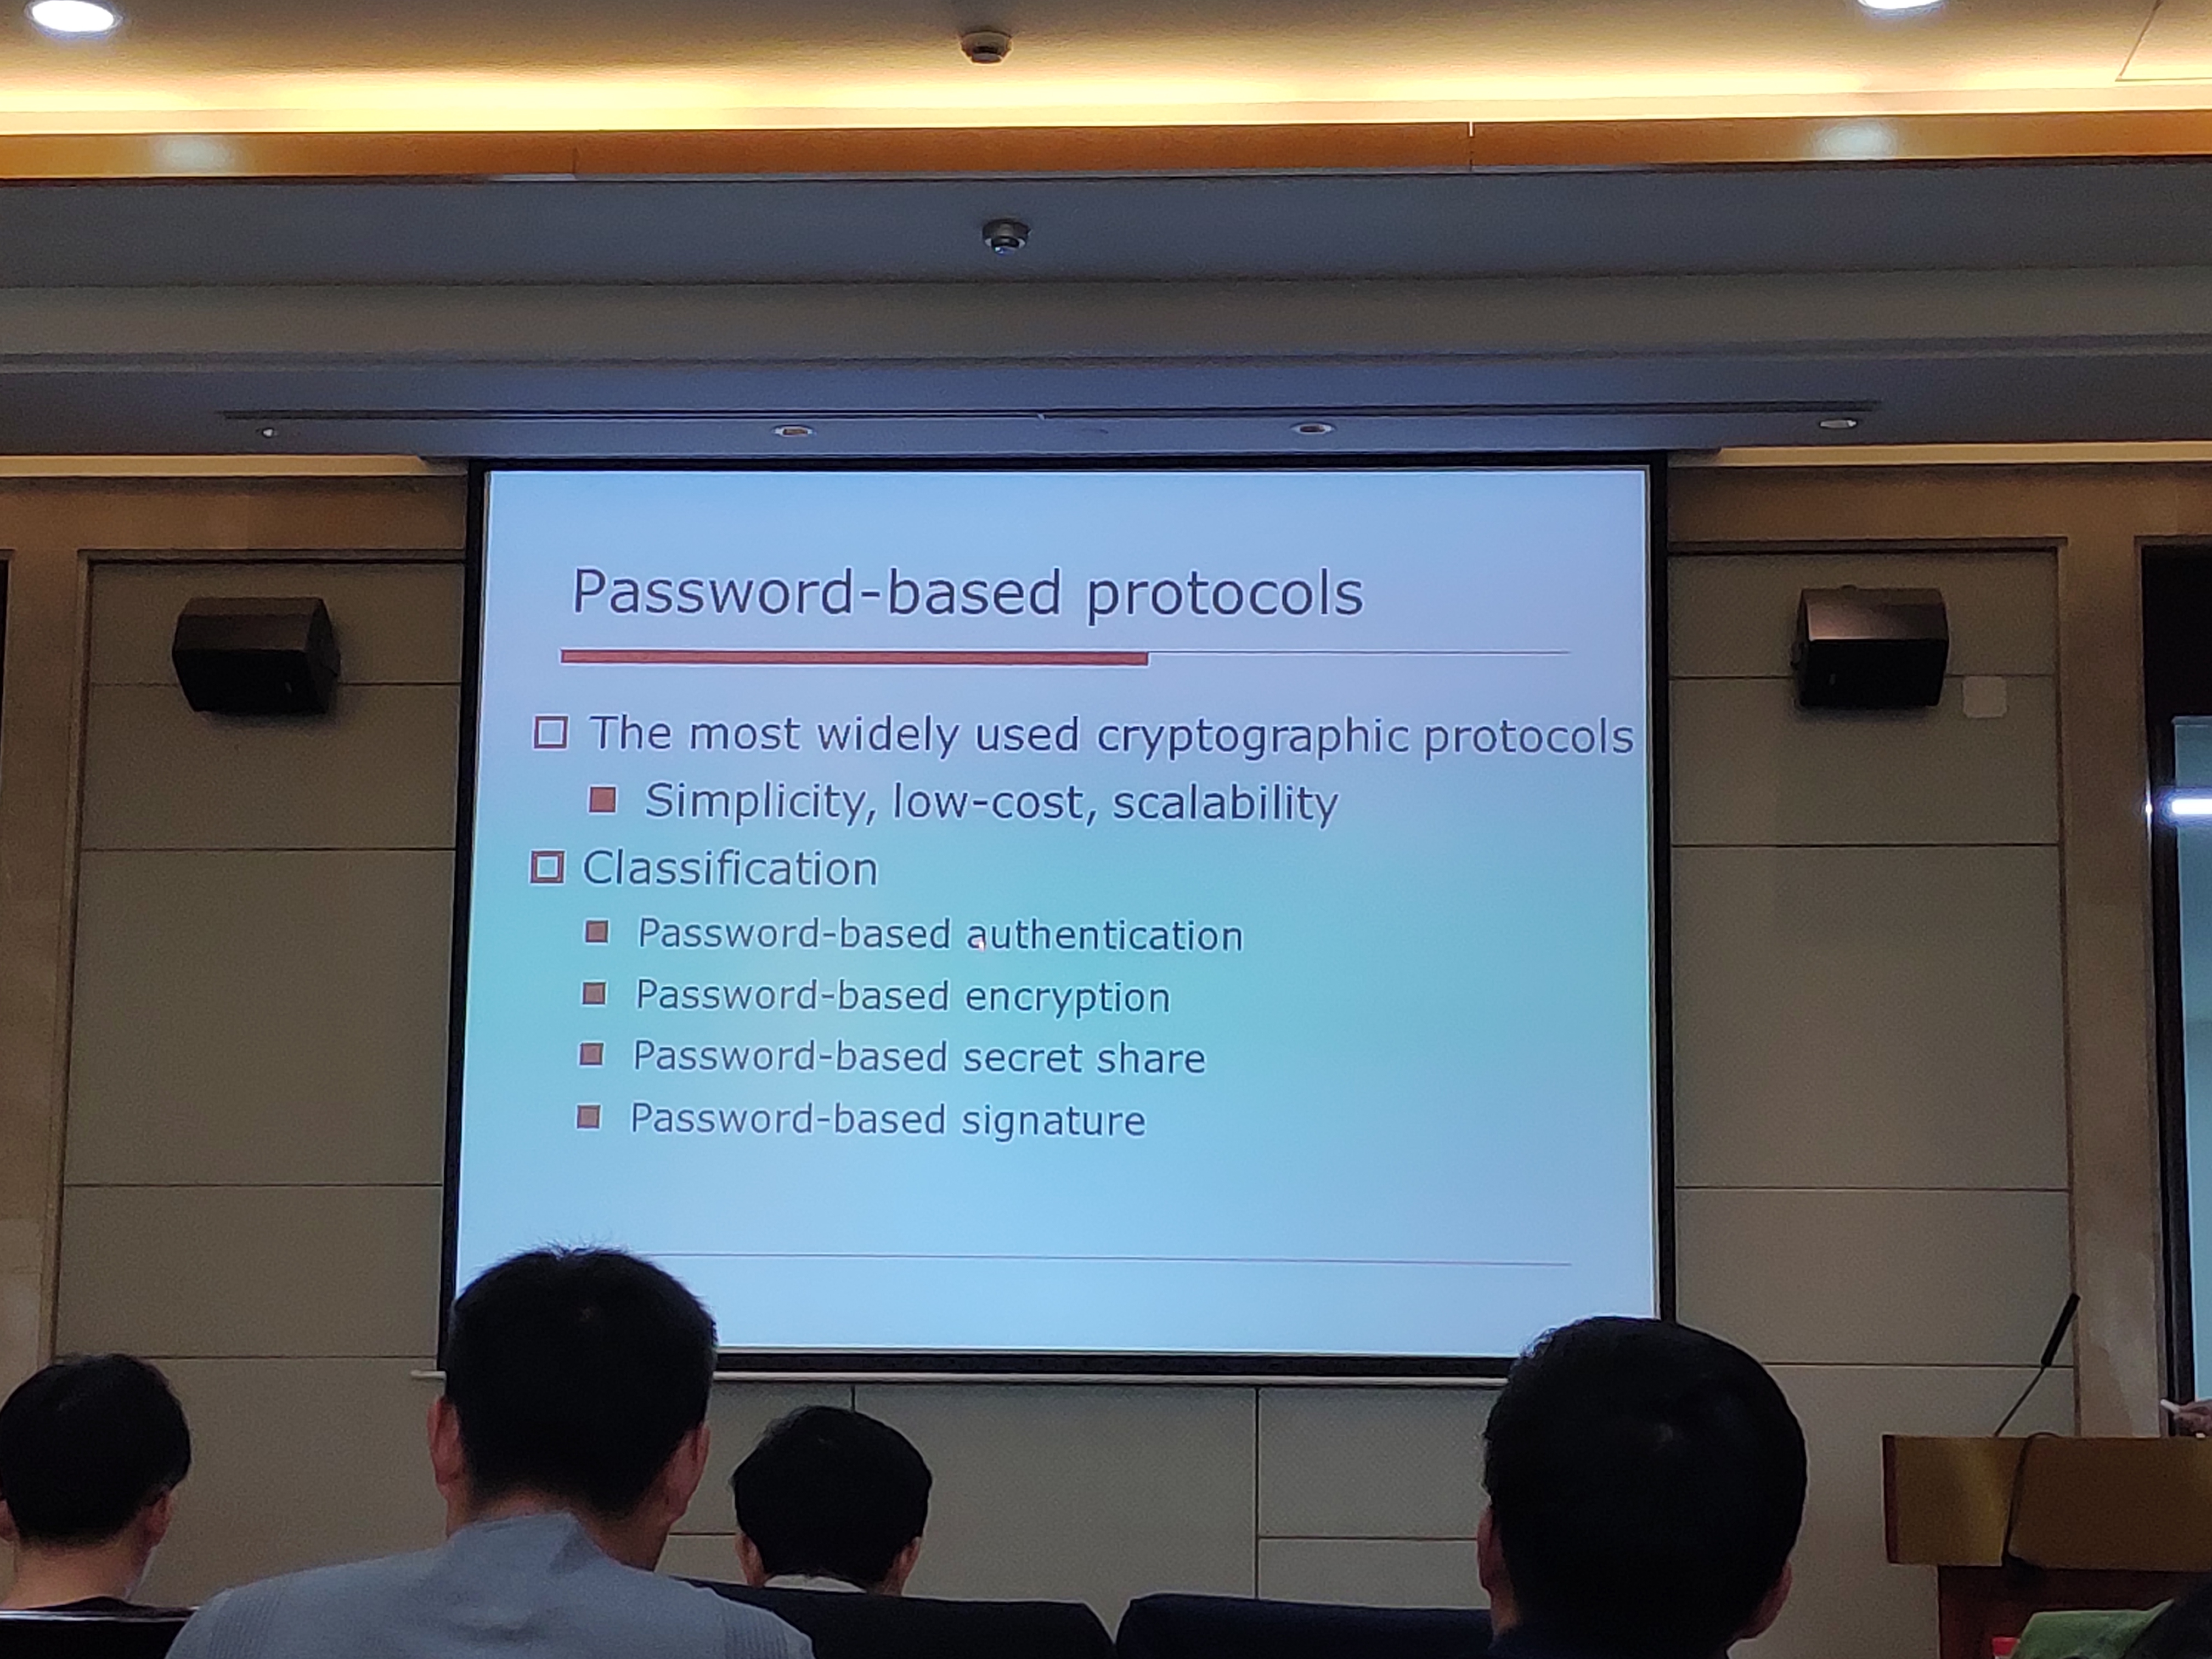 Password-based protocols
The most widely used cryptographic protocols
Simplicity, low-cost, scalability
Classification
Password-based authentication
Password-based encryption
Password-based secret share
Password-based signature